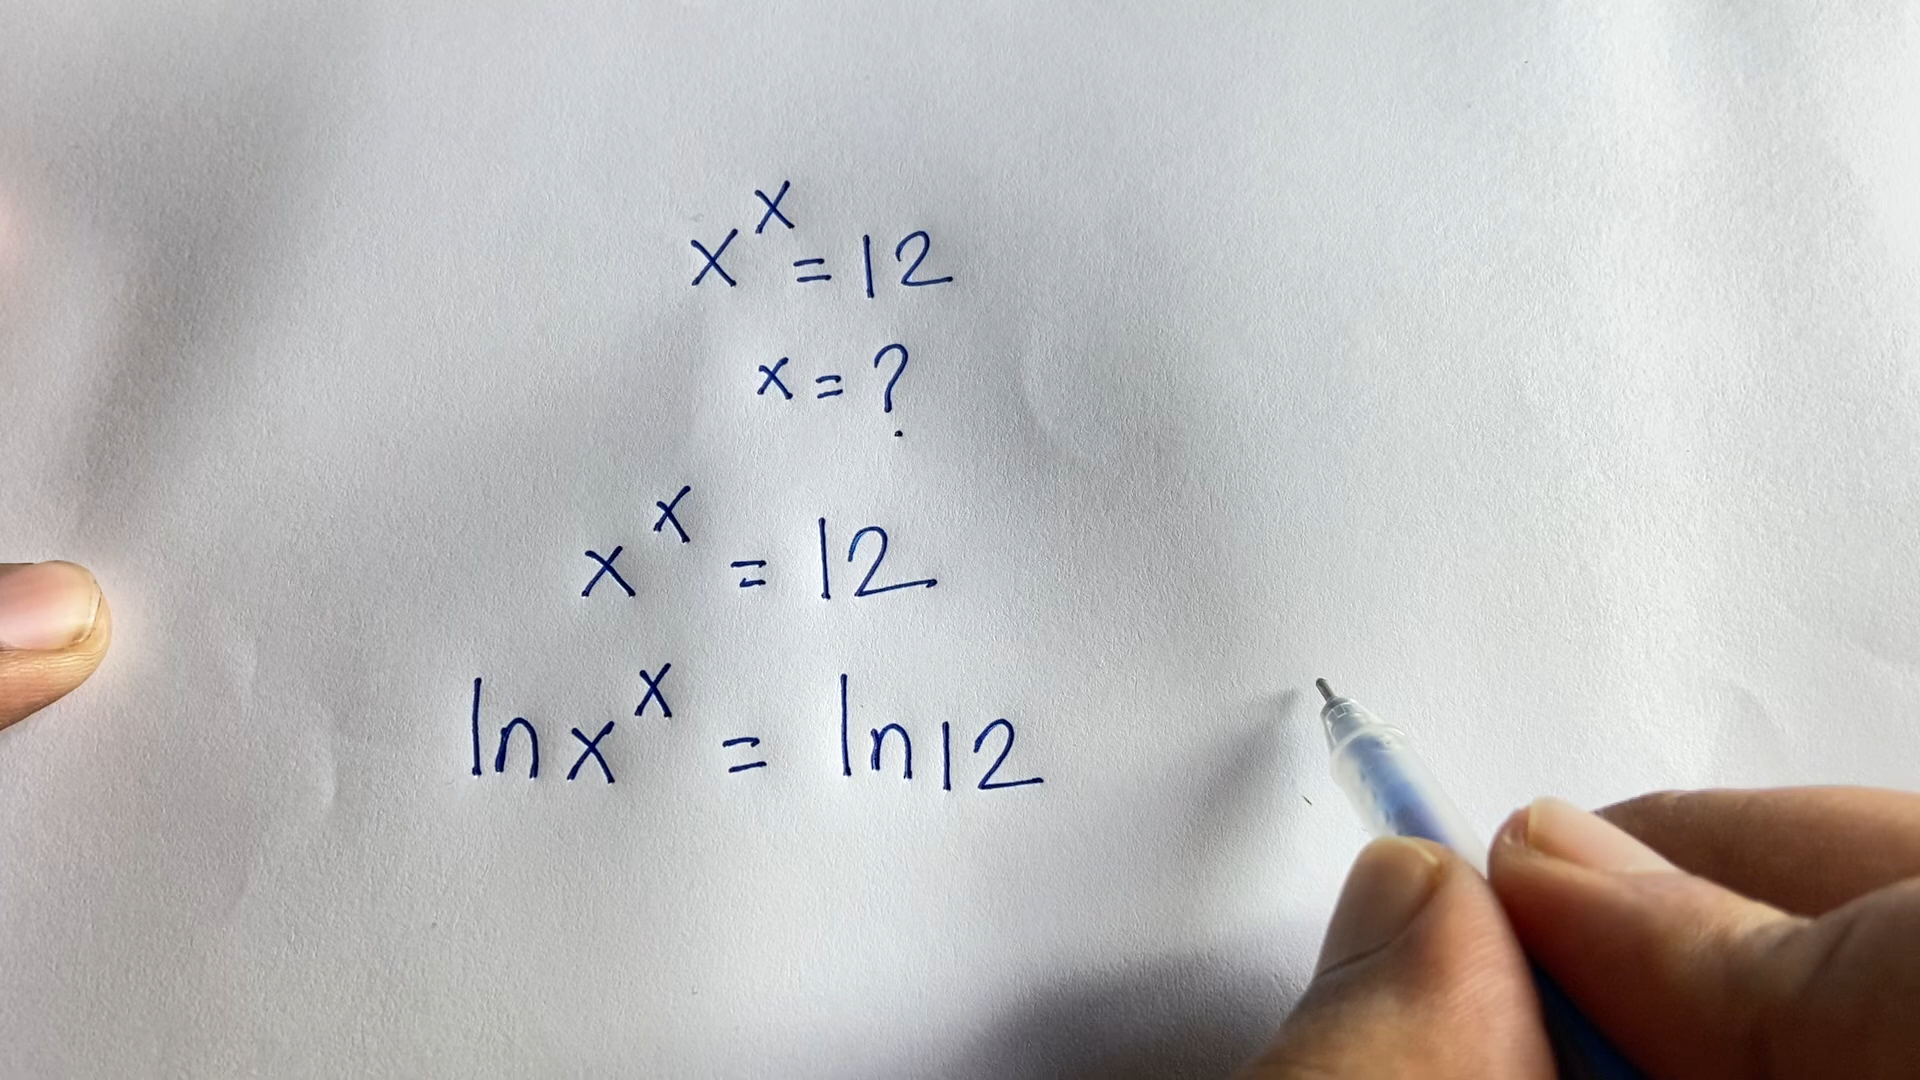 x^x = 12
x = ?
x^x = 12
ln x^x = ln 12